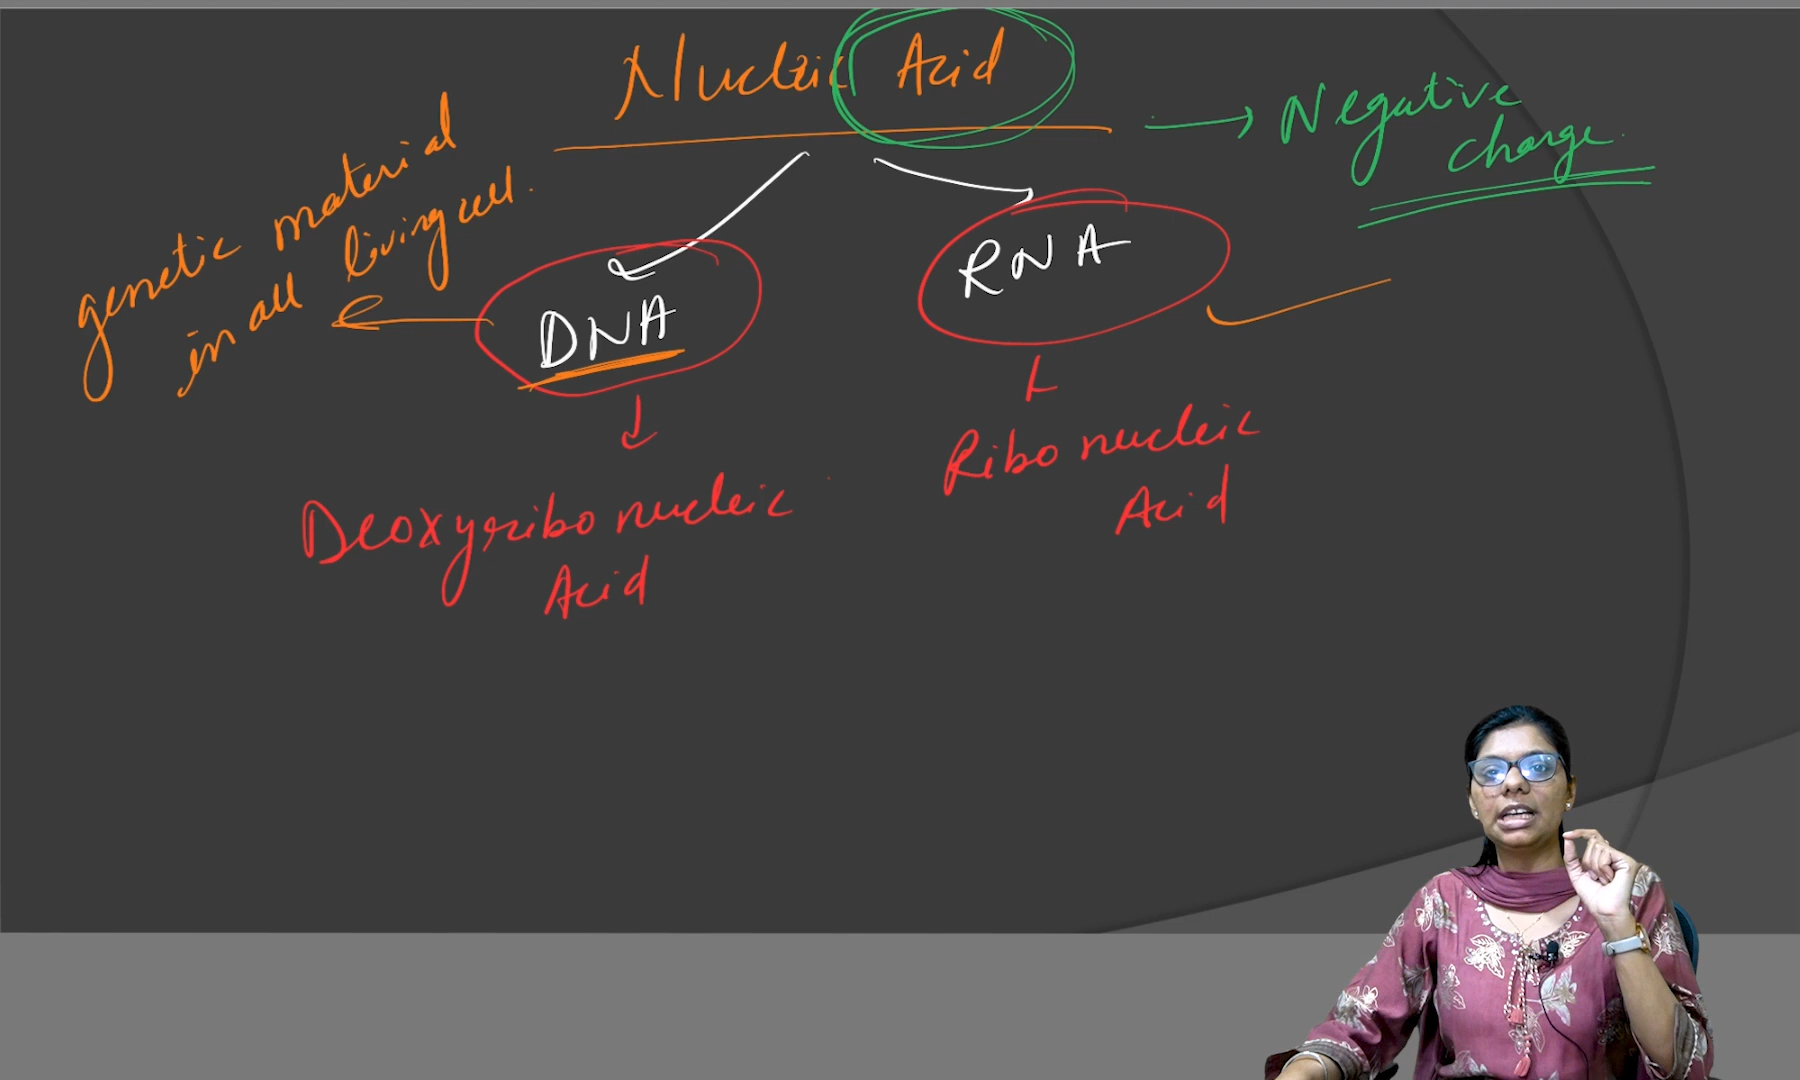 Nucleic Acid
Negative
charge
genetic material
in all living cell.
DNA
RNA
Deoxyribo nucleic
Acid
Ribo nucleic
Acid